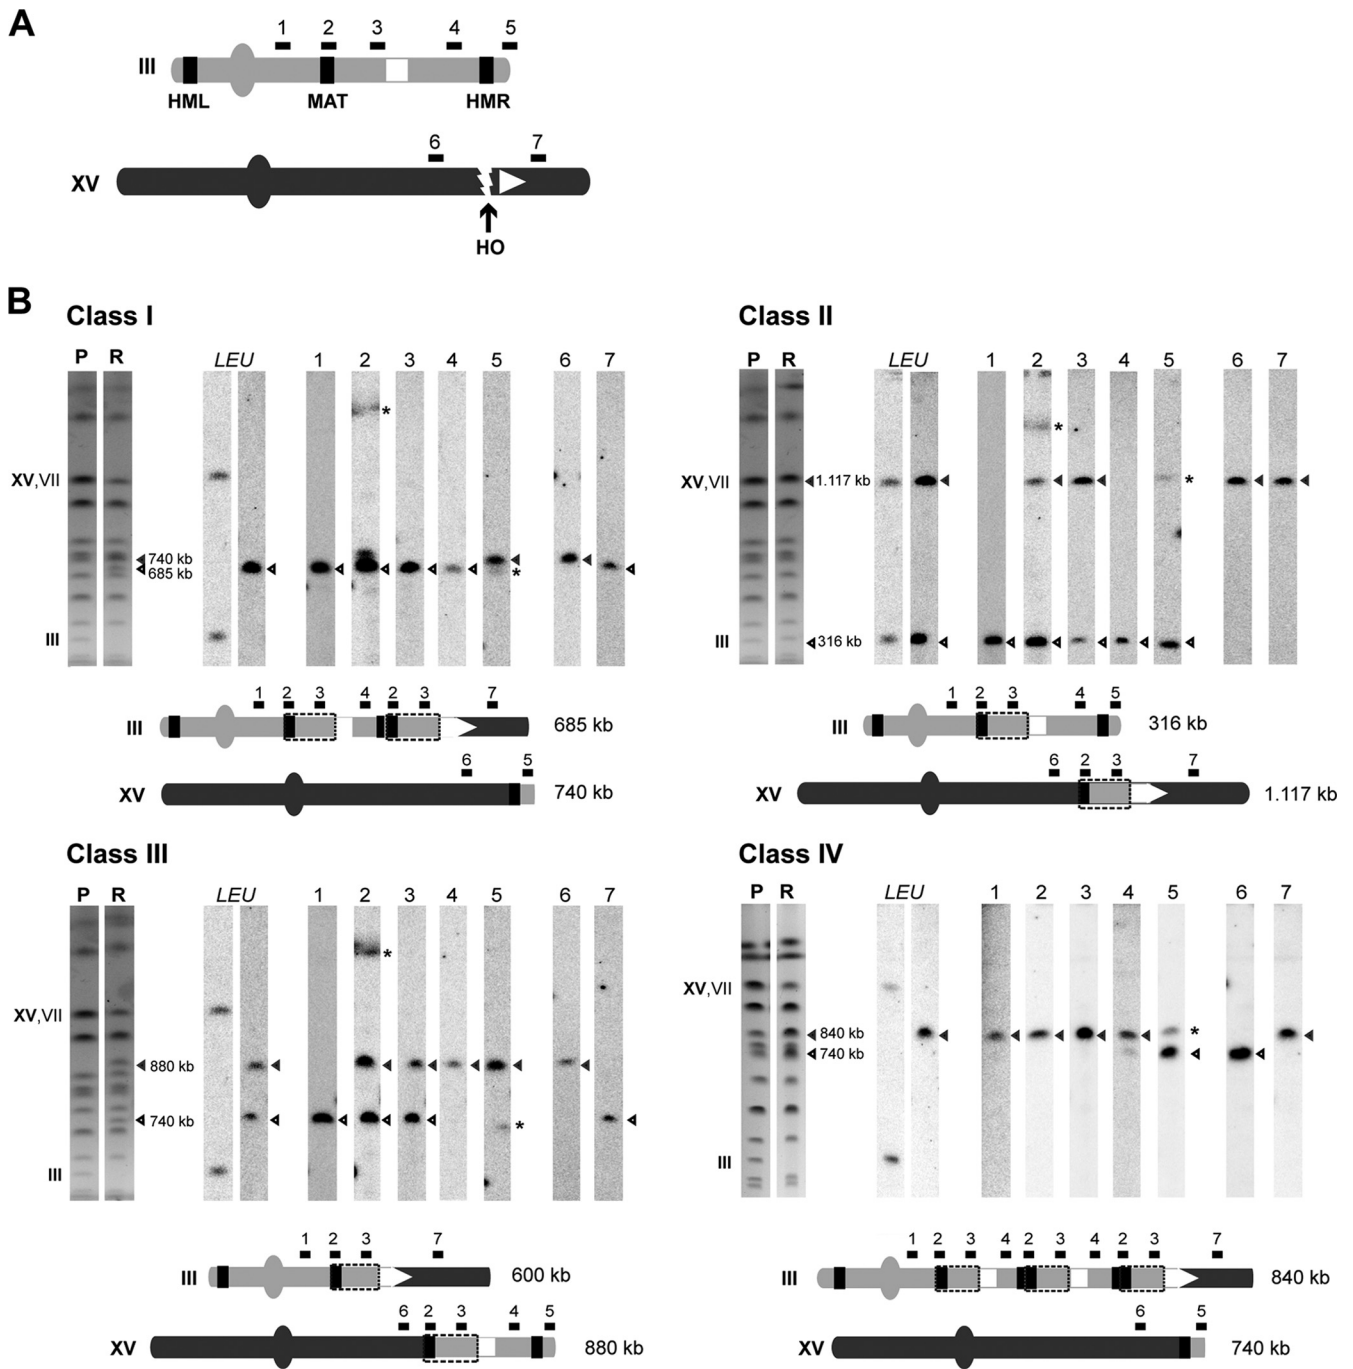 A
1 2 3 4 5
III
HML MAT HMR
6 7
XV
HO
B
Class I
P R LEU 1 2 3 4 5 6 7
*
XV,VII
740 kb
685 kb
*
III
1 2 3 4 2 3 7
III 685 kb
6 5
XV 740 kb
Class II
P R LEU 1 2 3 4 5 6 7
*
XV,VII 1.117 kb *
III 316 kb
1 2 3 4 5
III 316 kb
6 2 3 7
XV 1.117 kb
Class III
P R LEU 1 2 3 4 5 6 7
*
XV,VII
880 kb
740 kb *
III
1 2 3 7
III 600 kb
6 2 3 4 5
XV 880 kb
Class IV
P R LEU 1 2 3 4 5 6 7
XV,VII
840 kb *
740 kb
III
1 2 3 4 2 3 4 2 3 7
III 840 kb
6 5
XV 740 kb